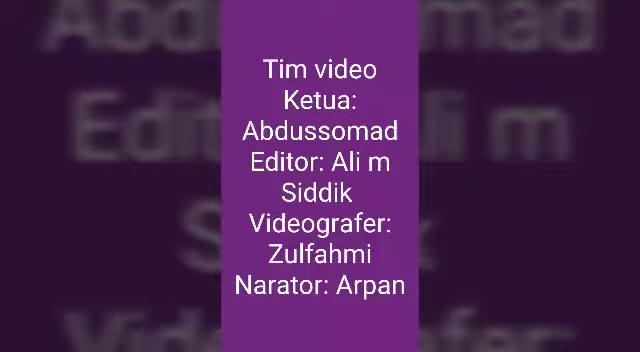 Tim video
Ketua:
Abdussomad
Editor: Ali m
Siddik
Videografer:
Zulfahmi
Narator: Arpan